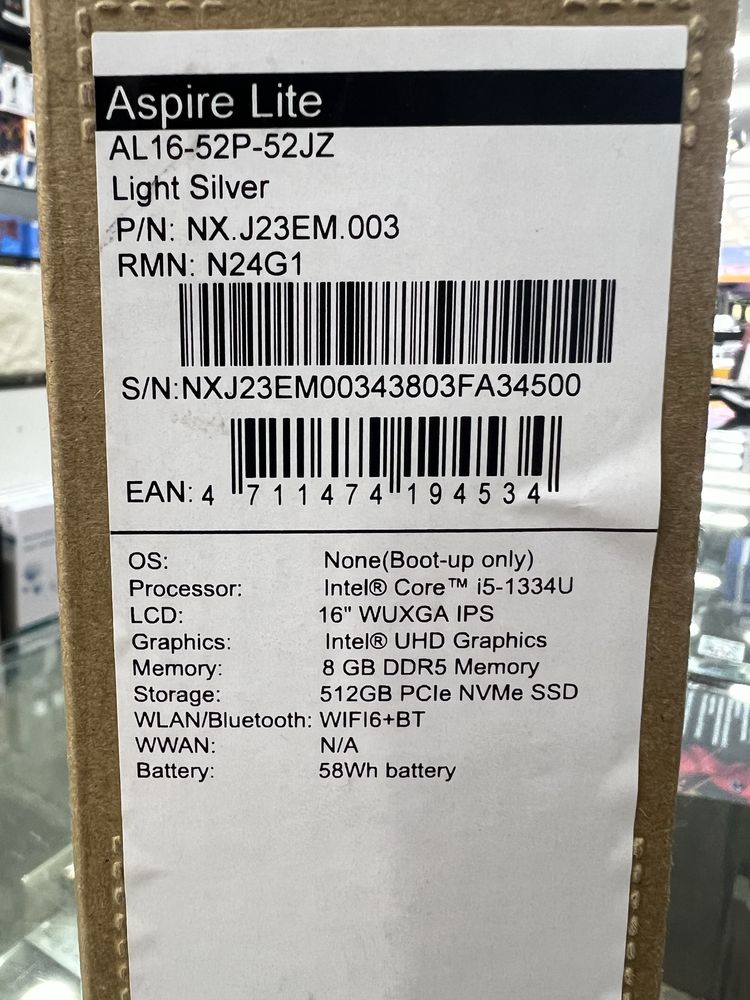 Aspire Lite
AL16-52P-52JZ
Light Silver
P/N: NX.J23EM.003
RMN: N24G1
S/N:NXJ23EM00343803FA34500
EAN: 4 711474 194534
OS: None(Boot-up only)
Processor: Intel® Core™ i5-1334U
LCD: 16" WUXGA IPS
Graphics: Intel® UHD Graphics
Memory: 8 GB DDR5 Memory
Storage: 512GB PCIe NVMe SSD
WLAN/Bluetooth: WIFI6+BT
WWAN: N/A
Battery: 58Wh battery